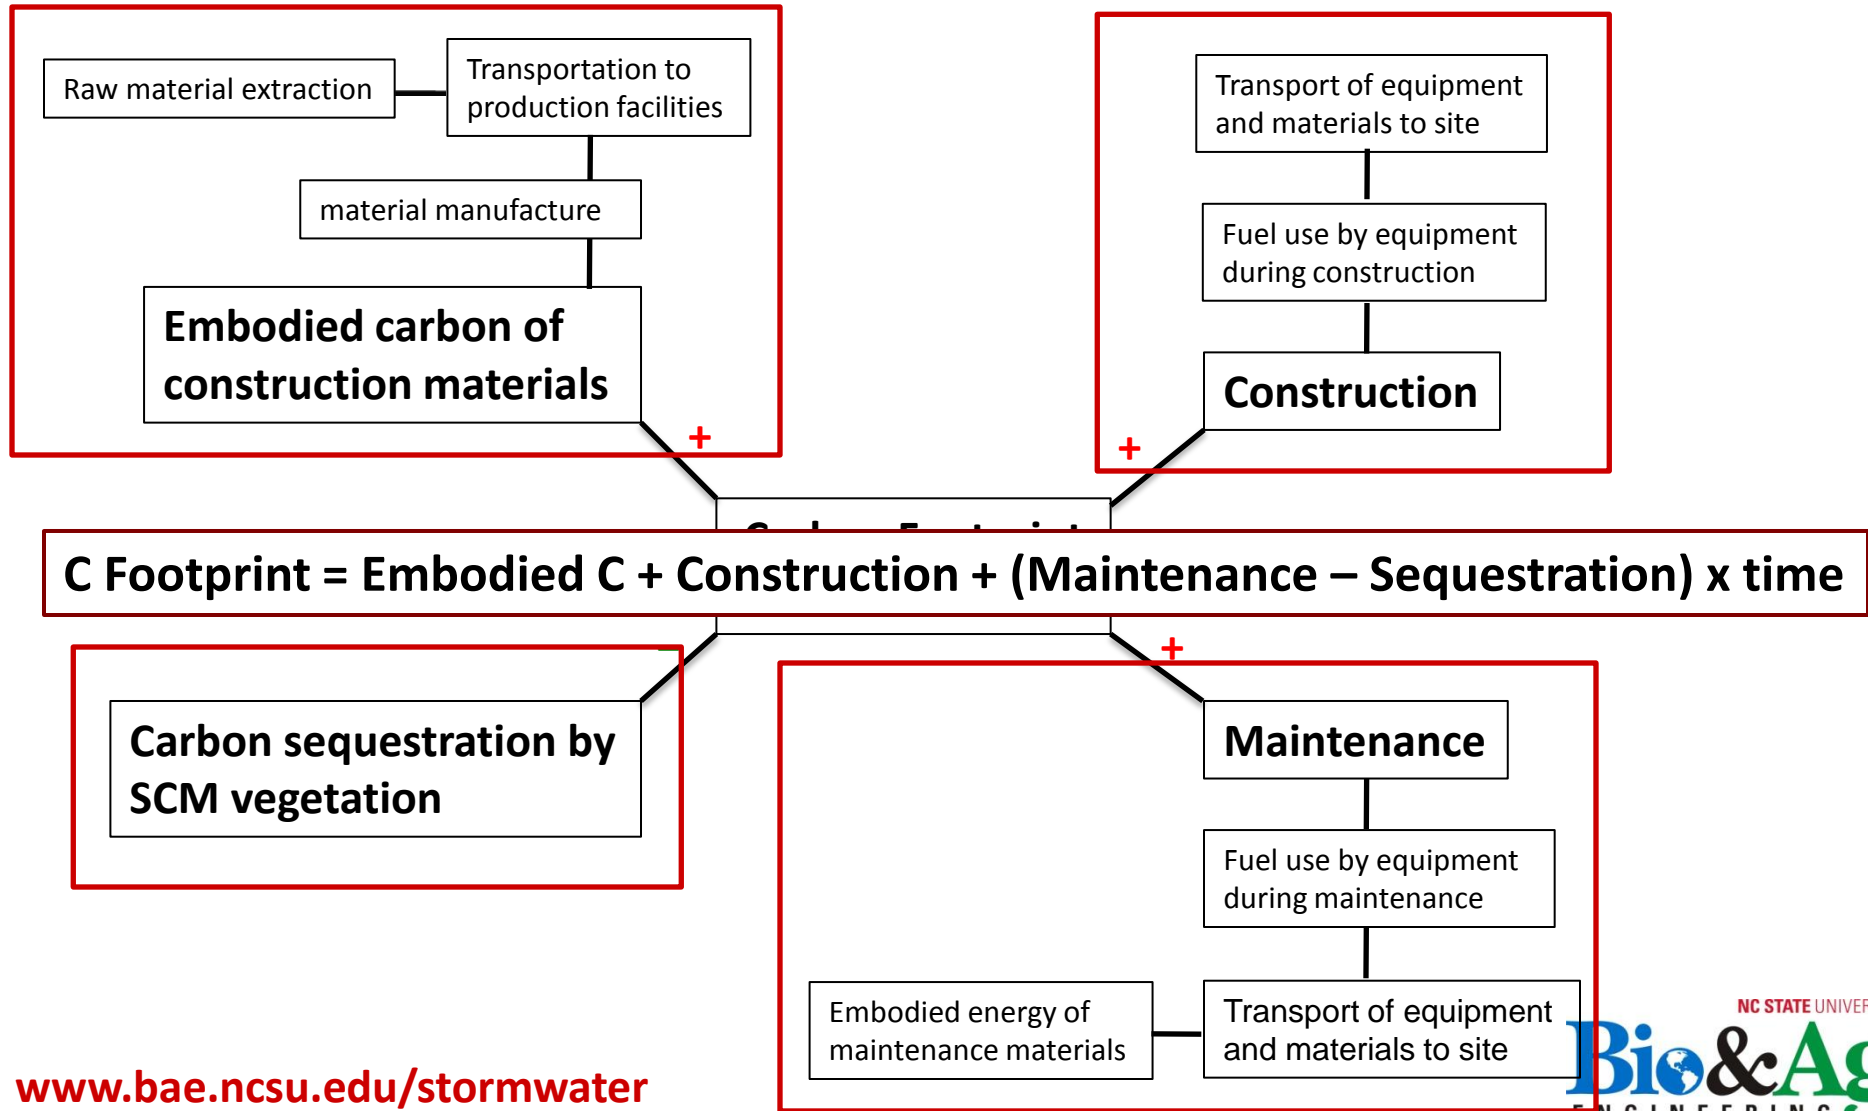 Raw material extraction
Transportation to
production facilities
material manufacture
Embodied carbon of
construction materials
+
Transport of equipment
and materials to site
Fuel use by equipment
during construction
Construction
+
C Footprint = Embodied C + Construction + (Maintenance – Sequestration) x time
Carbon sequestration by
SCM vegetation
+
Maintenance
Fuel use by equipment
during maintenance
Embodied energy of
maintenance materials
Transport of equipment
and materials to site
www.bae.ncsu.edu/stormwater
NC STATE
Bio&